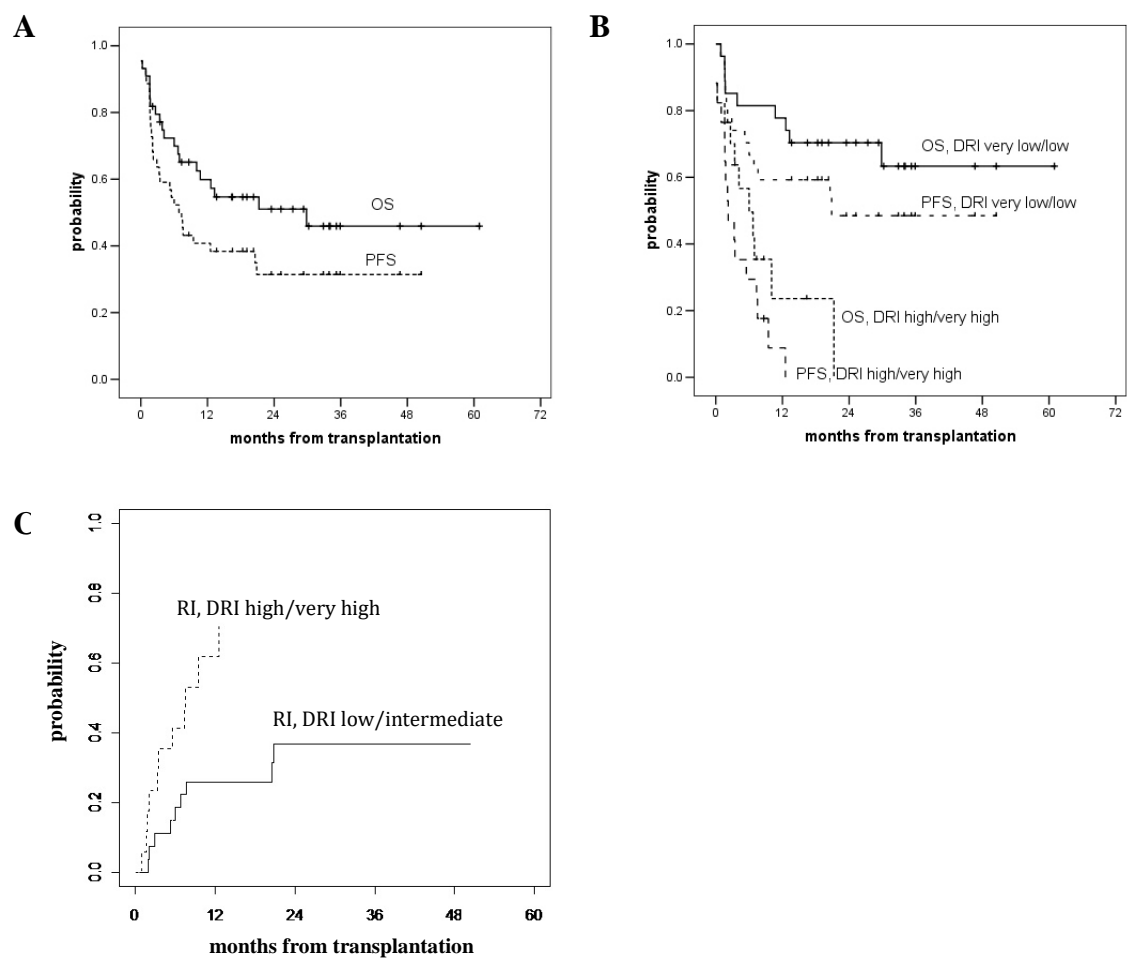 A
1.0
0.8
0.6
0.4
0.2
0.0
probability
OS
PFS
0 12 24 36 48 60 72
months from transplantation
B
1.0
0.8
0.6
0.4
0.2
0.0
probability
OS, DRI very low/low
PFS, DRI very low/low
OS, DRI high/very high
PFS, DRI high/very high
0 12 24 36 48 60 72
months from transplantation
C
1.0
0.8
0.6
0.4
0.2
0.0
probability
RI, DRI high/very high
RI, DRI low/intermediate
0 12 24 36 48 60
months from transplantation